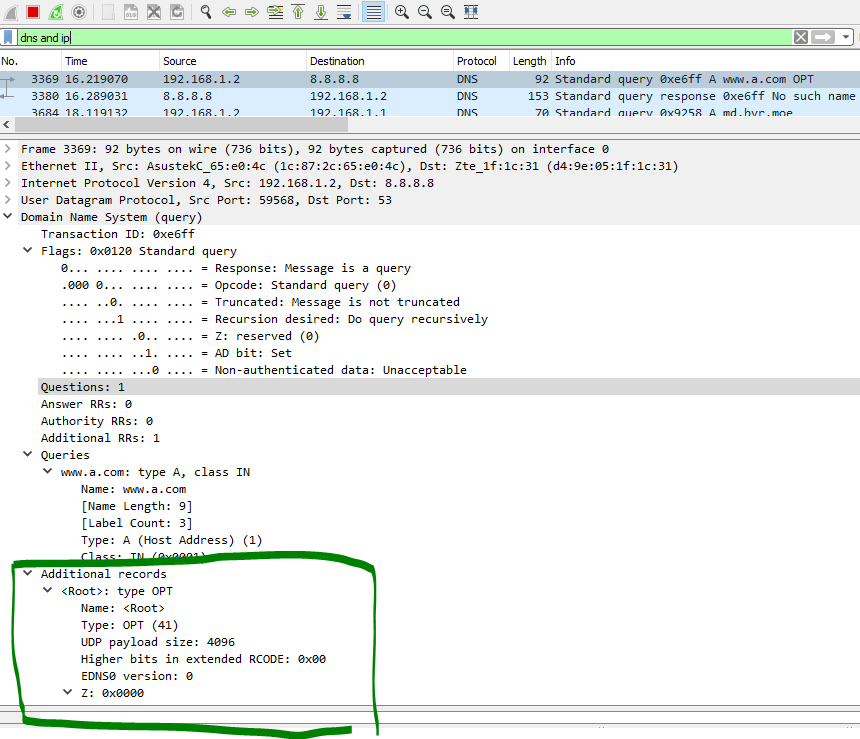 dns and ip
No. Time Source Destination Protocol Length Info
3369 16.219070 192.168.1.2 8.8.8.8 DNS 92 Standard query 0xe6ff A www.a.com OPT
3380 16.289031 8.8.8.8 192.168.1.2 DNS 153 Standard query response 0xe6ff No such name
3684 18.119132 192.168.1.2 192.168.1.1 DNS 70 Standard query 0x9258 A md.byr.moe
Frame 3369: 92 bytes on wire (736 bits), 92 bytes captured (736 bits) on interface 0
Ethernet II, Src: AsustekC_65:e0:4c (1c:87:2c:65:e0:4c), Dst: Zte_1f:1c:31 (d4:9e:05:1f:1c:31)
Internet Protocol Version 4, Src: 192.168.1.2, Dst: 8.8.8.8
User Datagram Protocol, Src Port: 59568, Dst Port: 53
Domain Name System (query)
Transaction ID: 0xe6ff
Flags: 0x0120 Standard query
0... .... .... .... = Response: Message is a query
.000 0... .... .... = Opcode: Standard query (0)
.... ..0. .... .... = Truncated: Message is not truncated
.... ...1 .... .... = Recursion desired: Do query recursively
.... .... .0.. .... = Z: reserved (0)
.... .... ..1. .... = AD bit: Set
.... .... ...0 .... = Non-authenticated data: Unacceptable
Questions: 1
Answer RRs: 0
Authority RRs: 0
Additional RRs: 1
Queries
www.a.com: type A, class IN
Name: www.a.com
[Name Length: 9]
[Label Count: 3]
Type: A (Host Address) (1)
Class: IN (0x0001)
Additional records
<Root>: type OPT
Name: <Root>
Type: OPT (41)
UDP payload size: 4096
Higher bits in extended RCODE: 0x00
EDNS0 version: 0
Z: 0x0000